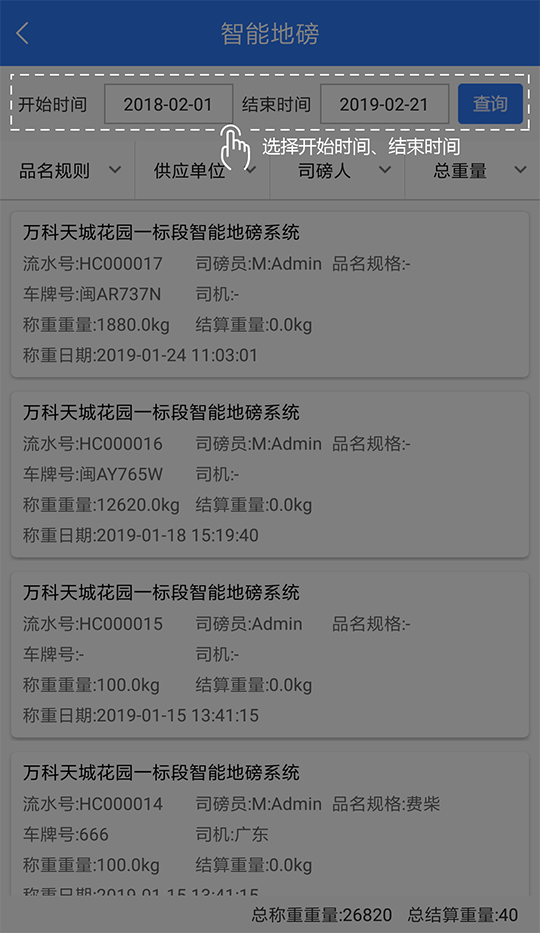 智能地磅
开始时间 2018-02-01 结束时间 2019-02-21 查询
选择开始时间、结束时间
品名规则 供应单位 司磅人 总重量
万科天城花园一标段智能地磅系统
流水号:HC000017 司磅员:M:Admin 品名规格:-
车牌号:闽AR737N 司机:-
称重重量:1880.0kg 结算重量:0.0kg
称重日期:2019-01-24 11:03:01
万科天城花园一标段智能地磅系统
流水号:HC000016 司磅员:M:Admin 品名规格:-
车牌号:闽AY765W 司机:-
称重重量:12620.0kg 结算重量:0.0kg
称重日期:2019-01-18 15:19:40
万科天城花园一标段智能地磅系统
流水号:HC000015 司磅员:Admin 品名规格:-
车牌号:- 司机:-
称重重量:100.0kg 结算重量:0.0kg
称重日期:2019-01-15 13:41:15
万科天城花园一标段智能地磅系统
流水号:HC000014 司磅员:M:Admin 品名规格:费柴
车牌号:666 司机:广东
称重重量:100.0kg 结算重量:0.0kg
称重日期:2019-01-15 13:41:15
总称重重量:26820 总结算重量:40